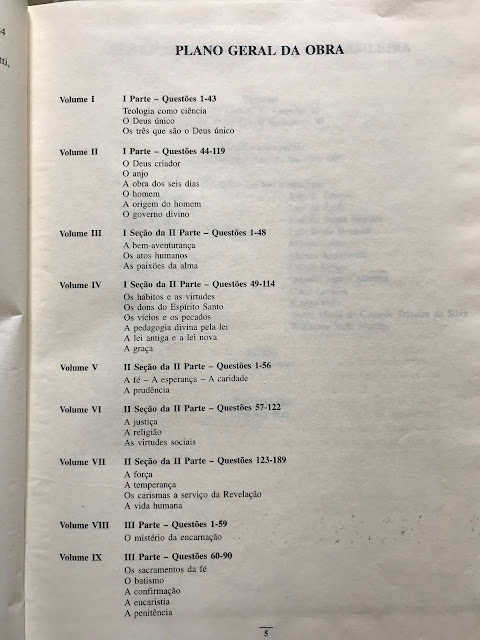 PLANO GERAL DA OBRA
Volume I I Parte – Questões 1-43
Teologia como ciência
O Deus único
Os três que são o Deus único
Volume II I Parte – Questões 44-119
O Deus criador
O anjo
A obra dos seis dias
O homem
A origem do homem
O governo divino
Volume III I Seção da II Parte – Questões 1-48
A bem-aventurança
Os atos humanos
As paixões da alma
Volume IV I Seção da II Parte – Questões 49-114
Os hábitos e as virtudes
Os dons do Espírito Santo
Os vícios e os pecados
A pedagogia divina pela lei
A lei antiga e a lei nova
A graça
Volume V II Seção da II Parte – Questões 1-56
A fé – A esperança – A caridade
A prudência
Volume VI II Seção da II Parte – Questões 57-122
A justiça
A religião
As virtudes sociais
Volume VII II Seção da II Parte – Questões 123-189
A força
A temperança
Os carismas a serviço da Revelação
A vida humana
Volume VIII III Parte – Questões 1-59
O mistério da encarnação
Volume IX III Parte – Questões 60-90
Os sacramentos da fé
O batismo
A confirmação
A eucaristia
A penitência
5